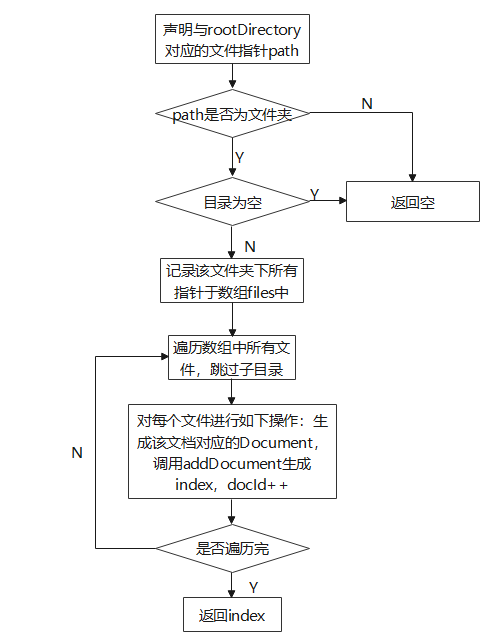 声明与rootDirectory
对应的文件指针path
path是否为文件夹
N
Y
目录为空
Y
返回空
N
记录该文件夹下所有
指针于数组files中
遍历数组中所有文
件，跳过子目录
对每个文件进行如下操作：生
成该文档对应的Document，
调用addDocument生成
index，docId++
N
是否遍历完
Y
返回index